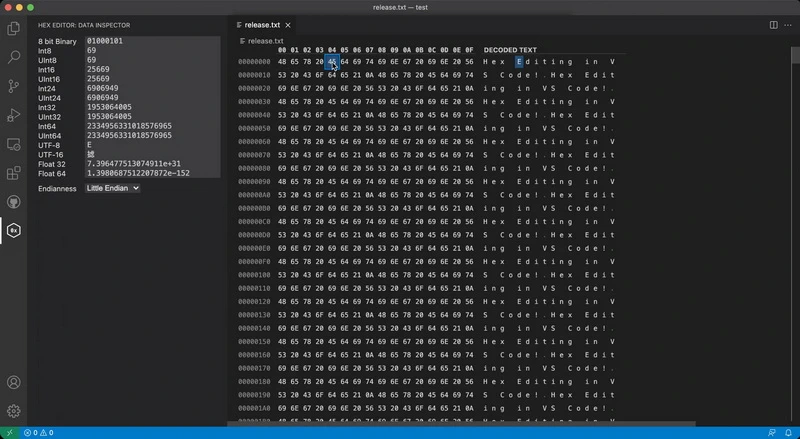 release.txt — test
HEX EDITOR: DATA INSPECTOR
8 bit Binary 01000101
Int8 69
UInt8 69
Int16 25669
UInt16 25669
Int24 6906949
UInt24 6906949
Int32 1953064005
UInt32 1953064005
Int64 2334956331018576965
UInt64 2334956331018576965
UTF-8 E
UTF-16 摅
Float 32 7.396477513074911e+31
Float 64 1.3980687512207872e-152
Endianness Little Endian
release.txt
release.txt
00 01 02 03 04 05 06 07 08 09 0A 0B 0C 0D 0E 0F DECODED TEXT
00000000 48 65 78 20 45 64 69 74 69 6E 67 20 69 6E 20 56 H e x E d i t i n g i n V
00000010 53 20 43 6F 64 65 21 0A 48 65 78 20 45 64 69 74 S C o d e ! . H e x E d i t
00000020 69 6E 67 20 69 6E 20 56 53 20 43 6F 64 65 21 0A i n g i n V S C o d e ! .
00000030 48 65 78 20 45 64 69 74 69 6E 67 20 69 6E 20 56 H e x E d i t i n g i n V
00000040 53 20 43 6F 64 65 21 0A 48 65 78 20 45 64 69 74 S C o d e ! . H e x E d i t
00000050 69 6E 67 20 69 6E 20 56 53 20 43 6F 64 65 21 0A i n g i n V S C o d e ! .
00000060 48 65 78 20 45 64 69 74 69 6E 67 20 69 6E 20 56 H e x E d i t i n g i n V
00000070 53 20 43 6F 64 65 21 0A 48 65 78 20 45 64 69 74 S C o d e ! . H e x E d i t
00000080 69 6E 67 20 69 6E 20 56 53 20 43 6F 64 65 21 0A i n g i n V S C o d e ! .
00000090 48 65 78 20 45 64 69 74 69 6E 67 20 69 6E 20 56 H e x E d i t i n g i n V
000000A0 53 20 43 6F 64 65 21 0A 48 65 78 20 45 64 69 74 S C o d e ! . H e x E d i t
000000B0 69 6E 67 20 69 6E 20 56 53 20 43 6F 64 65 21 0A i n g i n V S C o d e ! .
000000C0 48 65 78 20 45 64 69 74 69 6E 67 20 69 6E 20 56 H e x E d i t i n g i n V
000000D0 53 20 43 6F 64 65 21 0A 48 65 78 20 45 64 69 74 S C o d e ! . H e x E d i t
000000E0 69 6E 67 20 69 6E 20 56 53 20 43 6F 64 65 21 0A i n g i n V S C o d e ! .
000000F0 48 65 78 20 45 64 69 74 69 6E 67 20 69 6E 20 56 H e x E d i t i n g i n V
00000100 53 20 43 6F 64 65 21 0A 48 65 78 20 45 64 69 74 S C o d e ! . H e x E d i t
00000110 69 6E 67 20 69 6E 20 56 53 20 43 6F 64 65 21 0A i n g i n V S C o d e ! .
00000120 48 65 78 20 45 64 69 74 69 6E 67 20 69 6E 20 56 H e x E d i t i n g i n V
00000130 53 20 43 6F 64 65 21 0A 48 65 78 20 45 64 69 74 S C o d e ! . H e x E d i t
00000140 69 6E 67 20 69 6E 20 56 53 20 43 6F 64 65 21 0A i n g i n V S C o d e ! .
00000150 48 65 78 20 45 64 69 74 69 6E 67 20 69 6E 20 56 H e x E d i t i n g i n V
00000160 53 20 43 6F 64 65 21 0A 48 65 78 20 45 64 69 74 S C o d e ! . H e x E d i t
00000170 69 6E 67 20 69 6E 20 56 53 20 43 6F 64 65 21 0A i n g i n V S C o d e ! .
00000180 48 65 78 20 45 64 69 74 69 6E 67 20 69 6E 20 56 H e x E d i t i n g i n V
00000190 53 20 43 6F 64 65 21 0A 48 65 78 20 45 64 69 74 S C o d e ! . H e x E d i t
000001A0 69 6E 67 20 69 6E 20 56 53 20 43 6F 64 65 21 0A i n g i n V S C o d e ! .
0 0